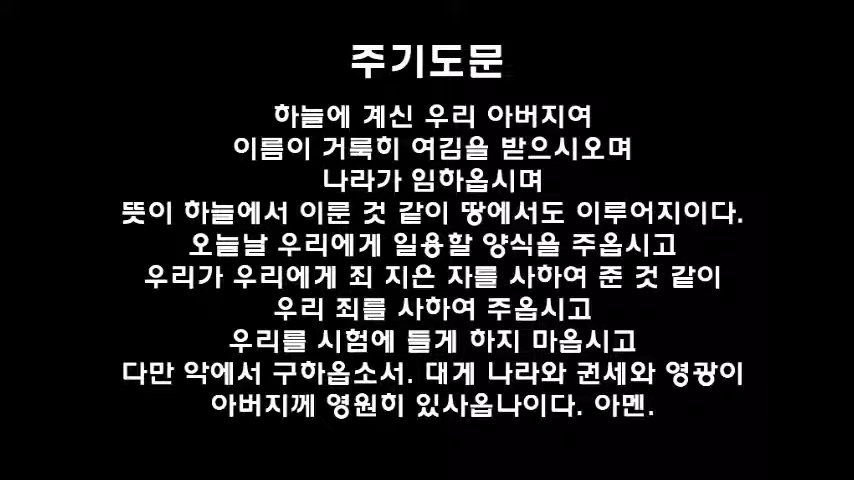 주기도문
하늘에 계신 우리 아버지여
이름이 거룩히 여김을 받으시오며
나라가 임하옵시며
뜻이 하늘에서 이룬 것 같이 땅에서도 이루어지이다.
오늘날 우리에게 일용할 양식을 주옵시고
우리가 우리에게 죄 지은 자를 사하여 준 것 같이
우리 죄를 사하여 주옵시고
우리를 시험에 들게 하지 마옵시고
다만 악에서 구하옵소서. 대게 나라와 권세와 영광이
아버지께 영원히 있사옵나이다. 아멘.